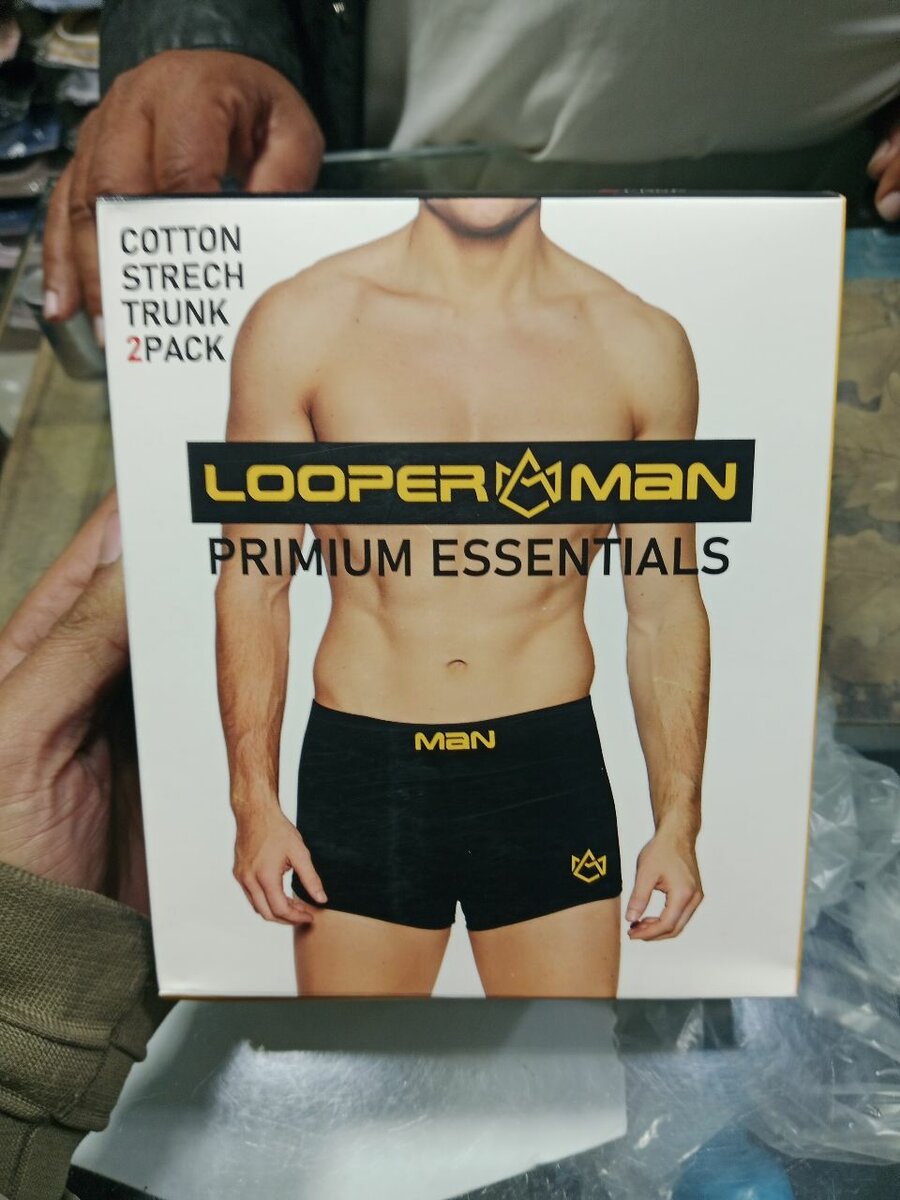 COTTON
STRECH
TRUNK
2PACK
LOOPER MaN
PRIMIUM ESSENTIALS
MaN